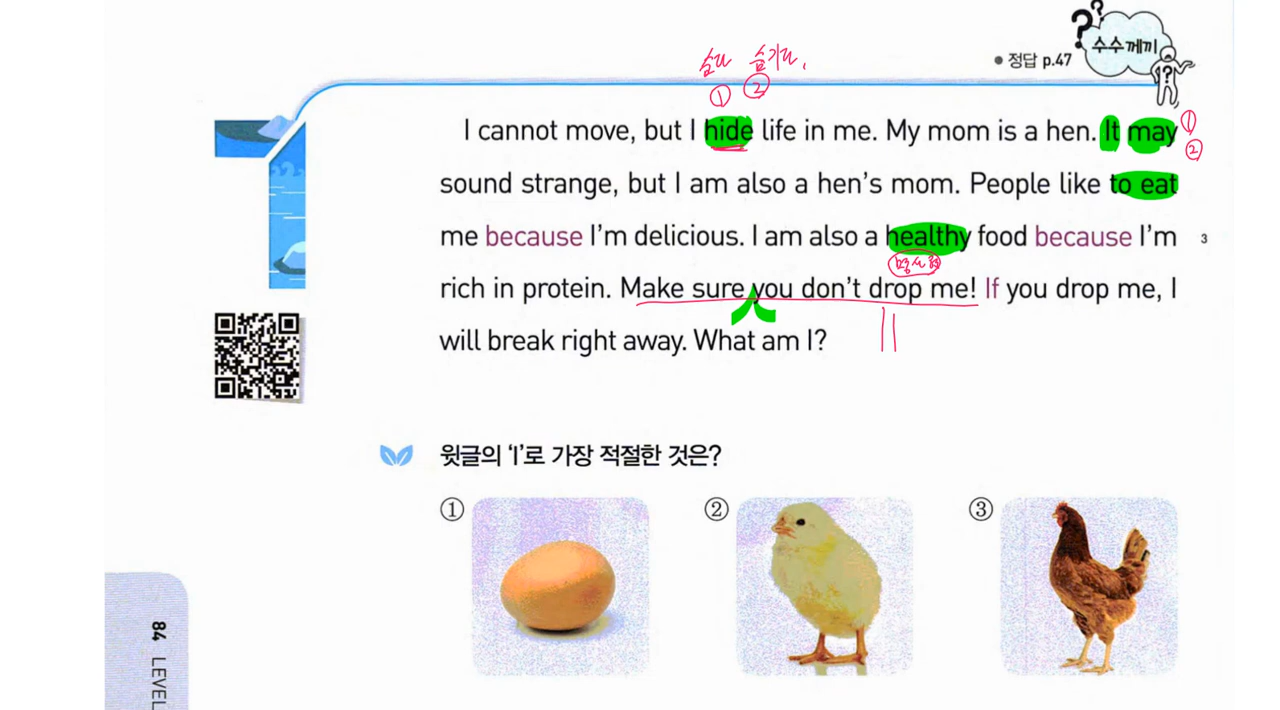 수수께끼
정답 p.47
숨다 숨기다,
① ②
I cannot move, but I hide life in me. My mom is a hen. It may ①
②
sound strange, but I am also a hen's mom. People like to eat
me because I'm delicious. I am also a healthy food because I'm 3
rich in protein. Make sure you don't drop me! If you drop me, I
will break right away. What am I?
윗글의 'I'로 가장 적절한 것은?
① ② ③
84 LEVEL